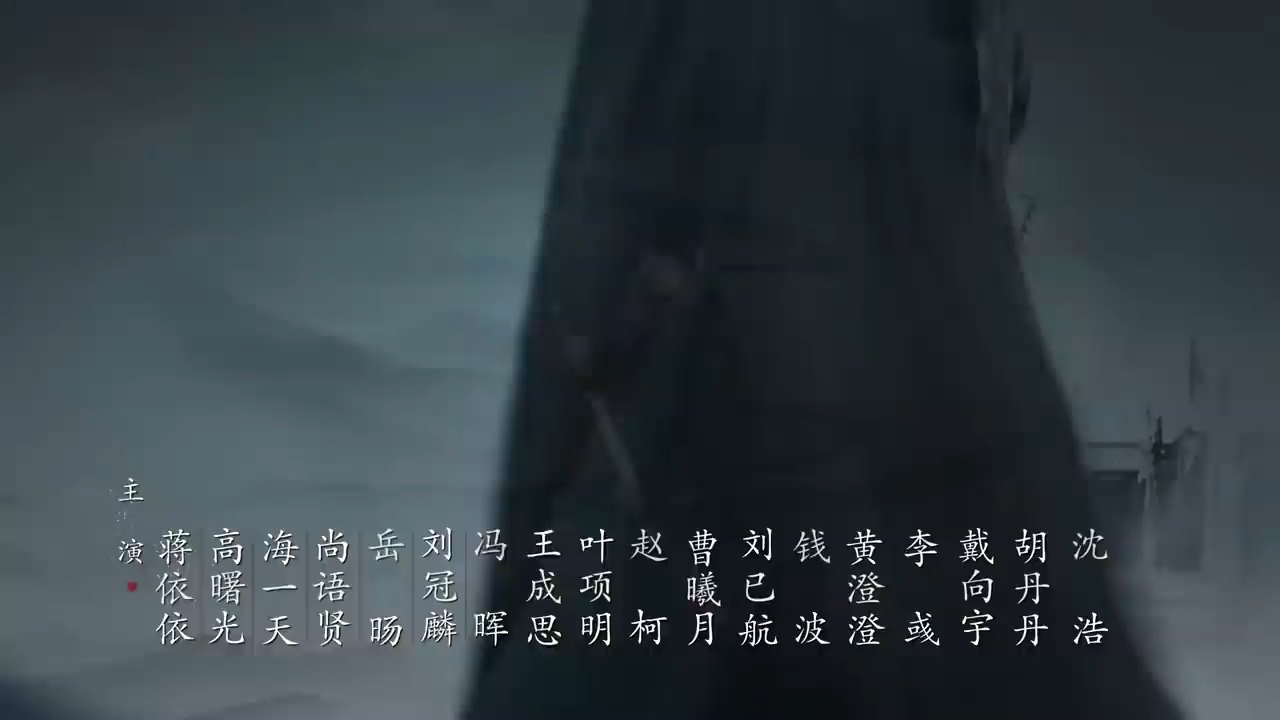 主演
蒋依依
高曙光
海一天
尚语贤
岳旸
刘冠麟
冯晖
王成思
叶项明
赵柯
曹曦月
刘已航
钱波
黄澄澄
李彧
戴向宇
胡丹丹
沈浩